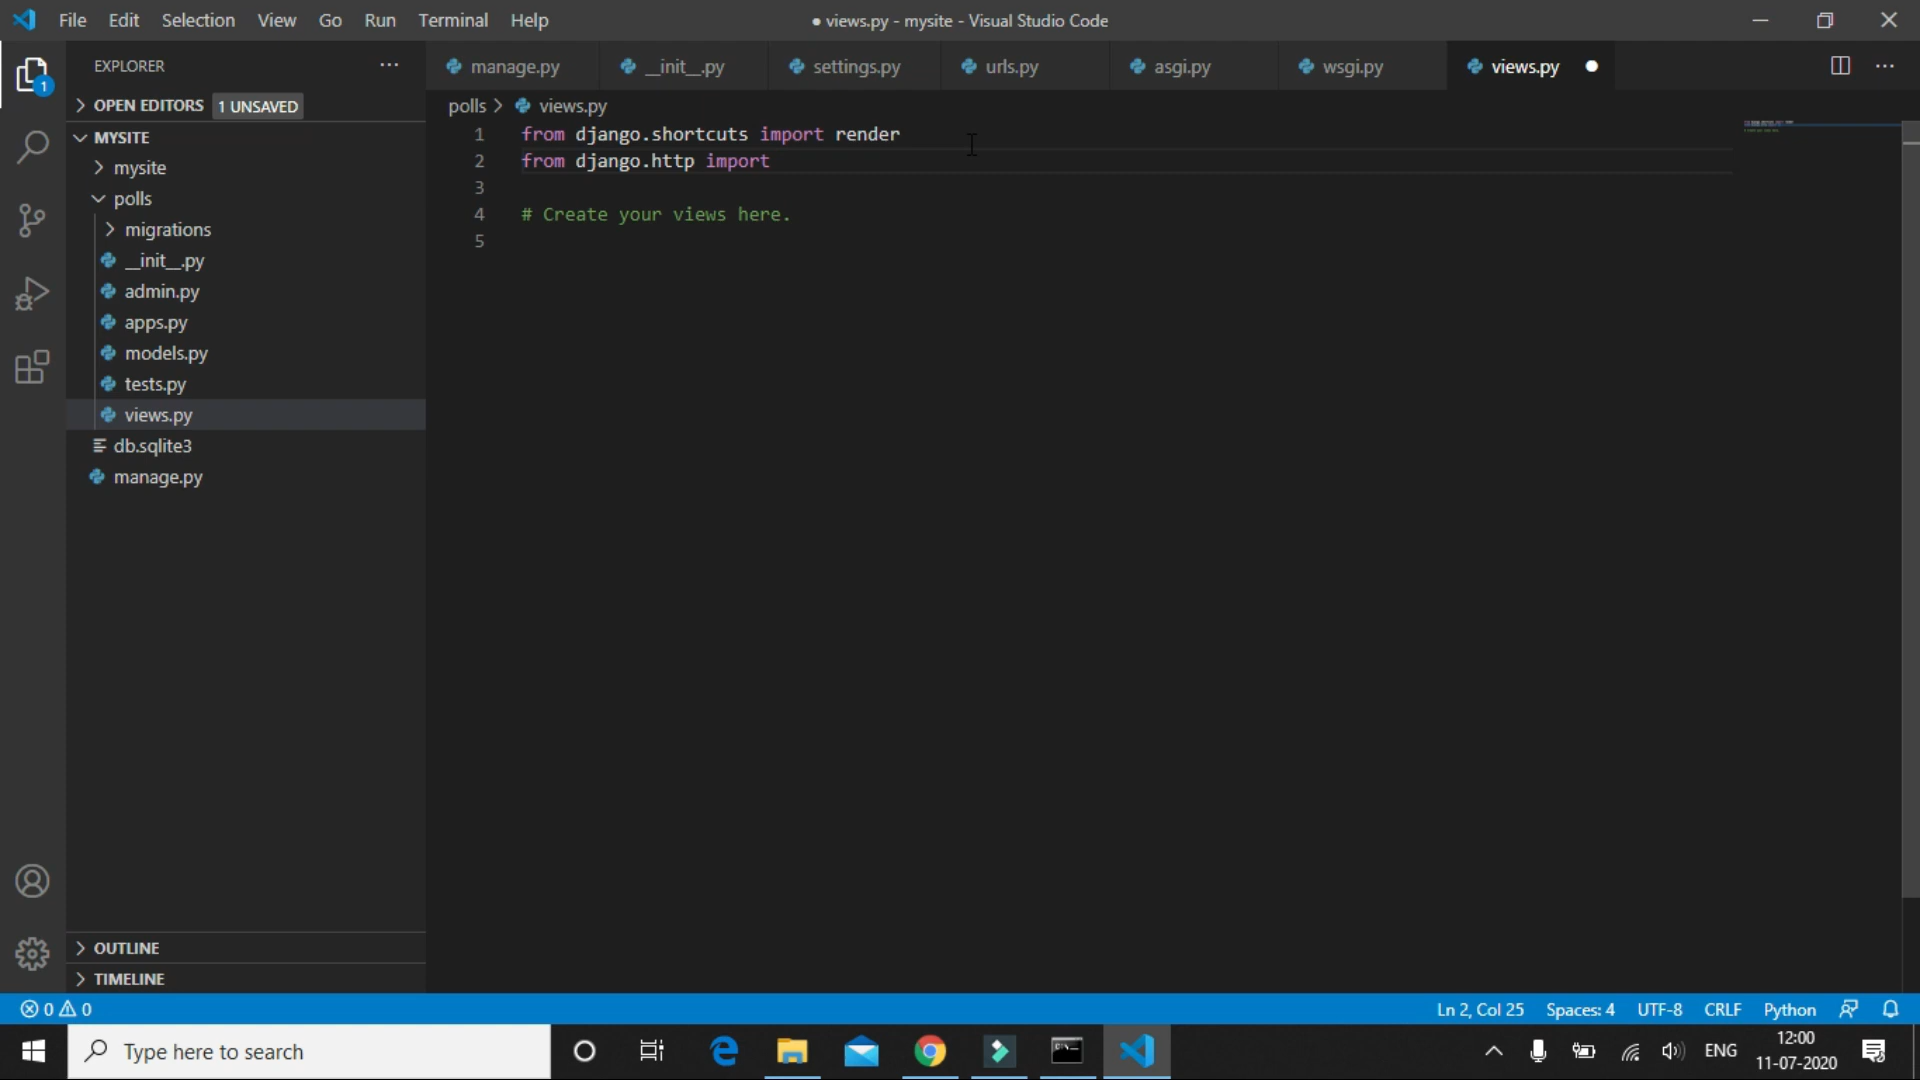 File Edit Selection View Go Run Terminal Help
● views.py - mysite - Visual Studio Code
EXPLORER
manage.py
__init__.py
settings.py
urls.py
asgi.py
wsgi.py
views.py
1
OPEN EDITORS 1 UNSAVED
polls > views.py
MYSITE
mysite
polls
migrations
__init__.py
admin.py
apps.py
models.py
tests.py
views.py
db.sqlite3
manage.py
1 from django.shortcuts import render
2 from django.http import
3
4 # Create your views here.
5
OUTLINE
TIMELINE
0 0
Ln 2, Col 25 Spaces: 4 UTF-8 CRLF Python
Type here to search
ENG
12:00
11-07-2020